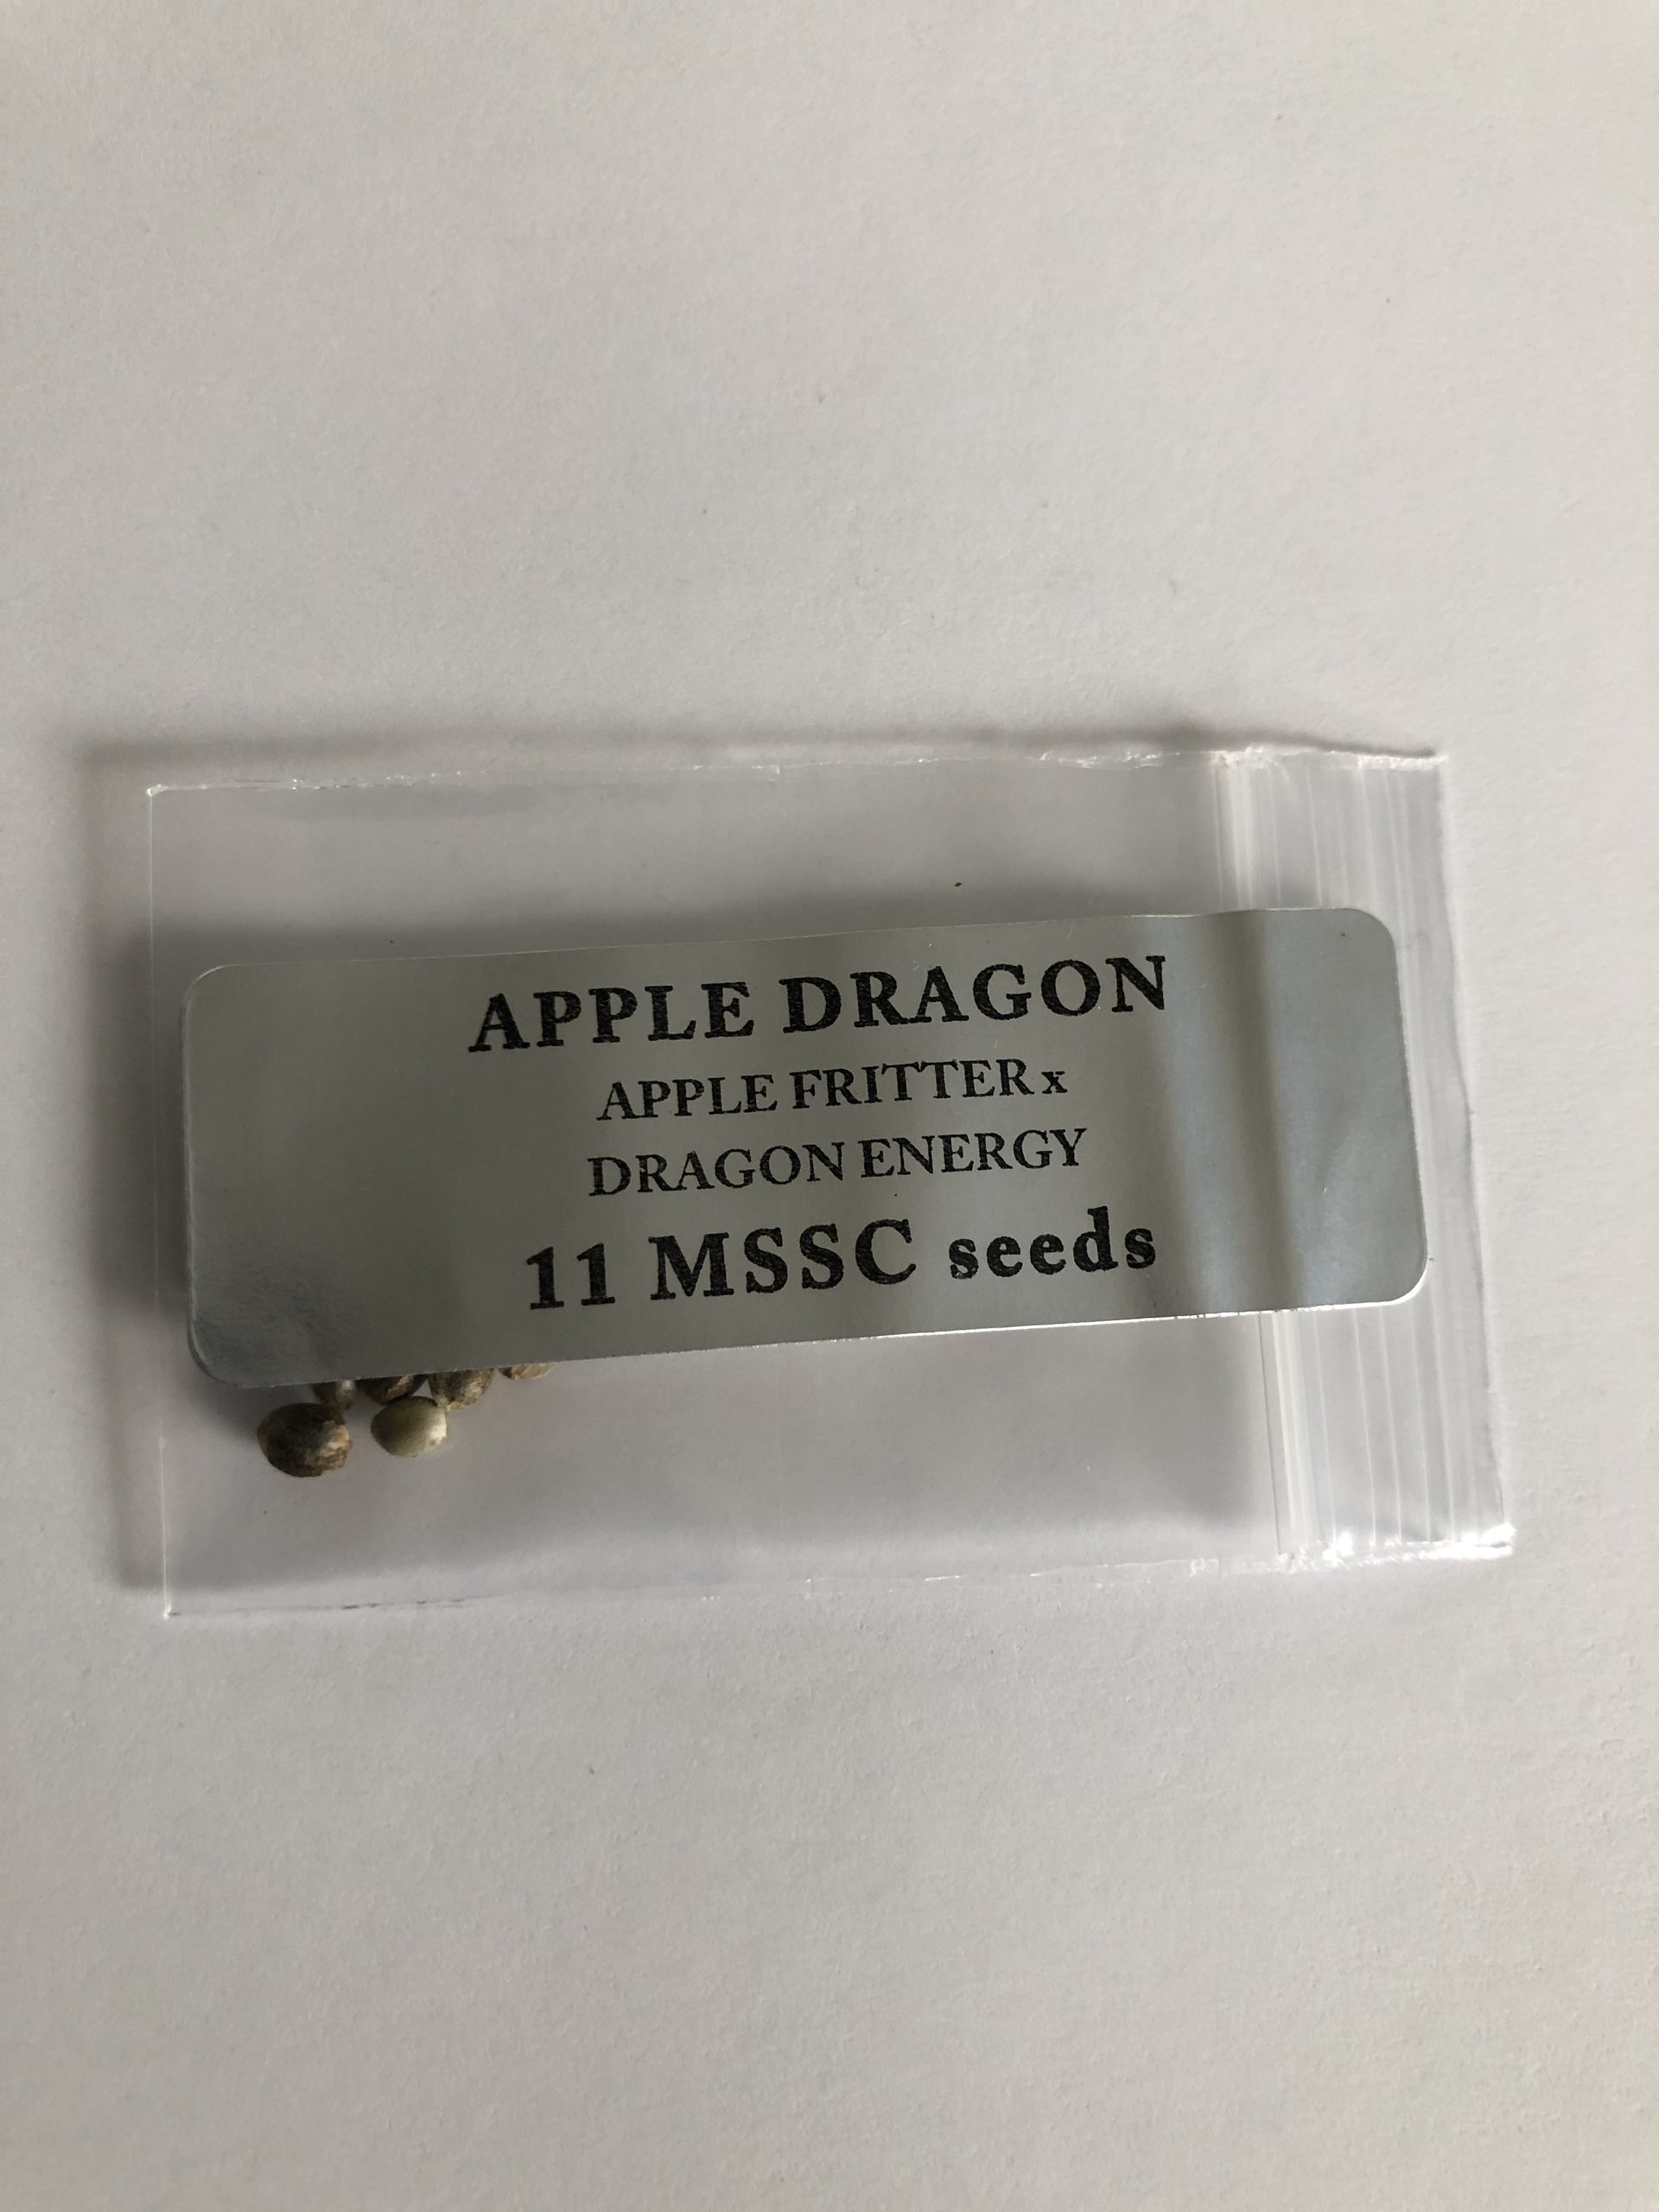 APPLE DRAGON
APPLE FRITTER x
DRAGON ENERGY
11 MSSC seeds